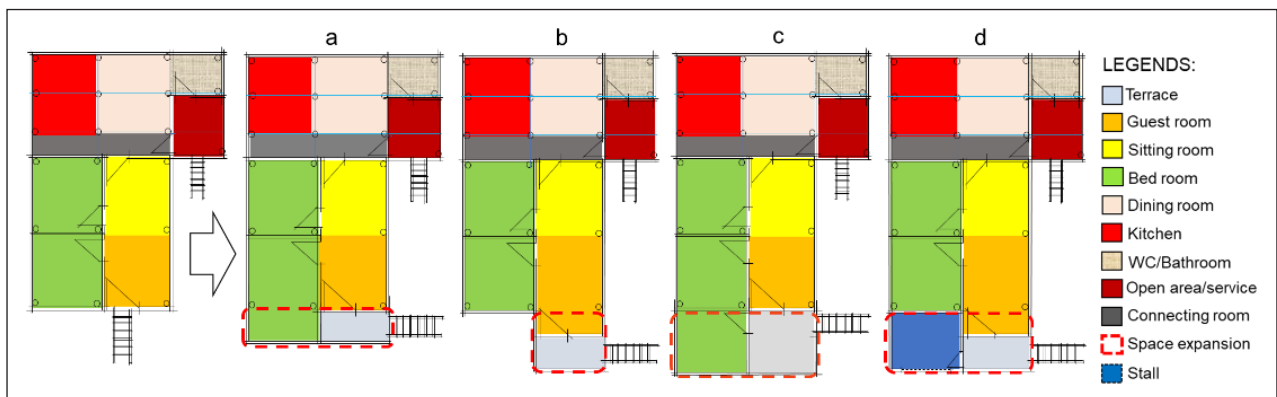 a
b
c
d
LEGENDS:
Terrace
Guest room
Sitting room
Bed room
Dining room
Kitchen
WC/Bathroom
Open area/service
Connecting room
Space expansion
Stall